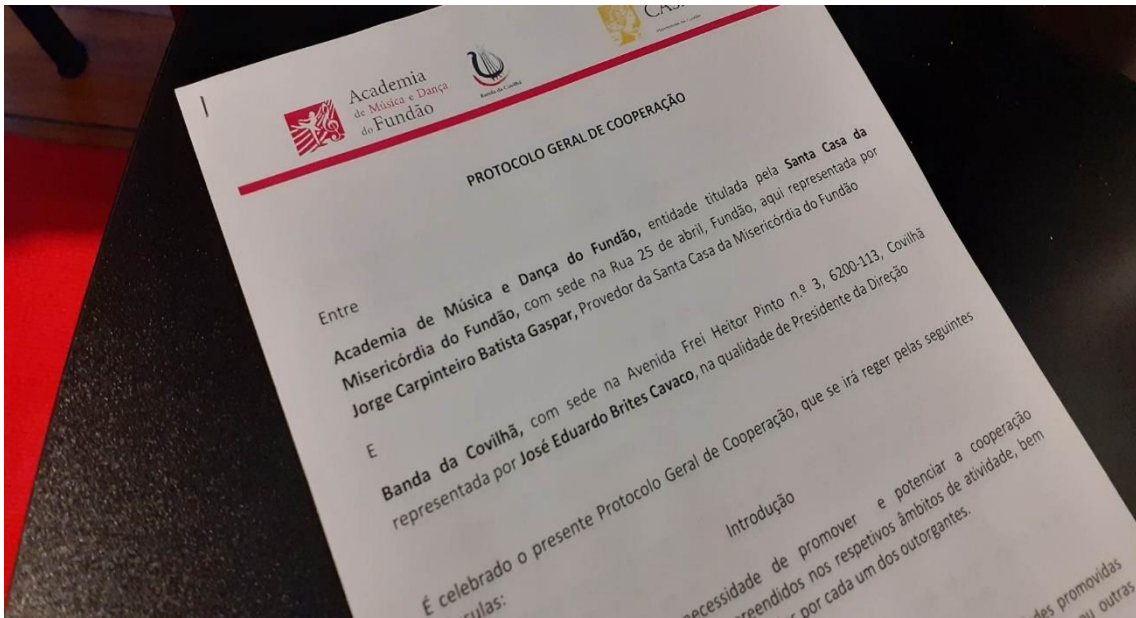 Academia
de Música e Dança
do Fundão
Banda da Covilhã
PROTOCOLO GERAL DE COOPERAÇÃO
Entre
Academia de Música e Dança do Fundão, entidade titulada pela Santa Casa da
Misericórdia do Fundão, com sede na Rua 25 de abril, Fundão, aqui representada por
Jorge Carpinteiro Batista Gaspar, Provedor da Santa Casa da Misericórdia do Fundão
E
Banda da Covilhã, com sede na Avenida Frei Heitor Pinto n.º 3, 6200-113, Covilhã
representada por José Eduardo Brites Cavaco, na qualidade de Presidente da Direção
É celebrado o presente Protocolo Geral de Cooperação, que se irá reger pelas seguintes
Introdução
de promover e potenciar a cooperação
nos respetivos âmbitos de atividade, bem
por cada um dos outorgantes.
promovidas
outras